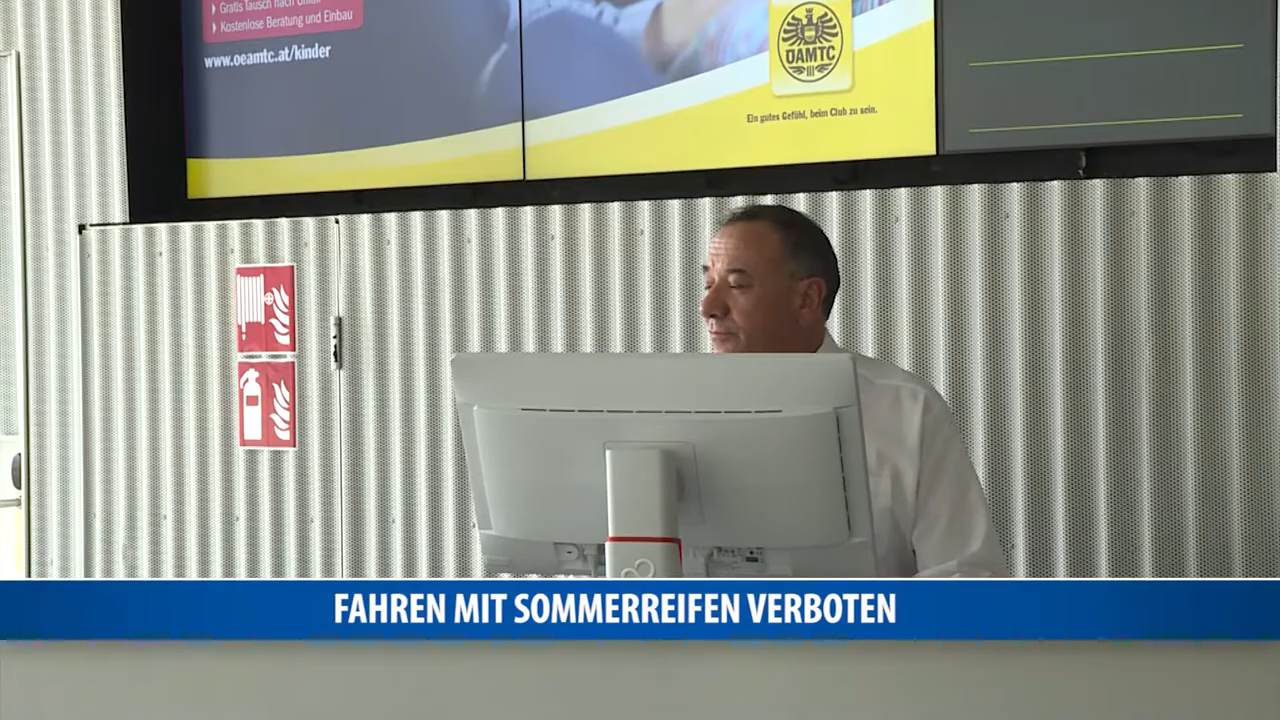 Gratis Tausch nach Unfall
Kostenlose Beratung und Einbau
www.oeamtc.at/kinder
ÖAMTC
Ein gutes Gefühl, beim Club zu sein.
FAHREN MIT SOMMERREIFEN VERBOTEN